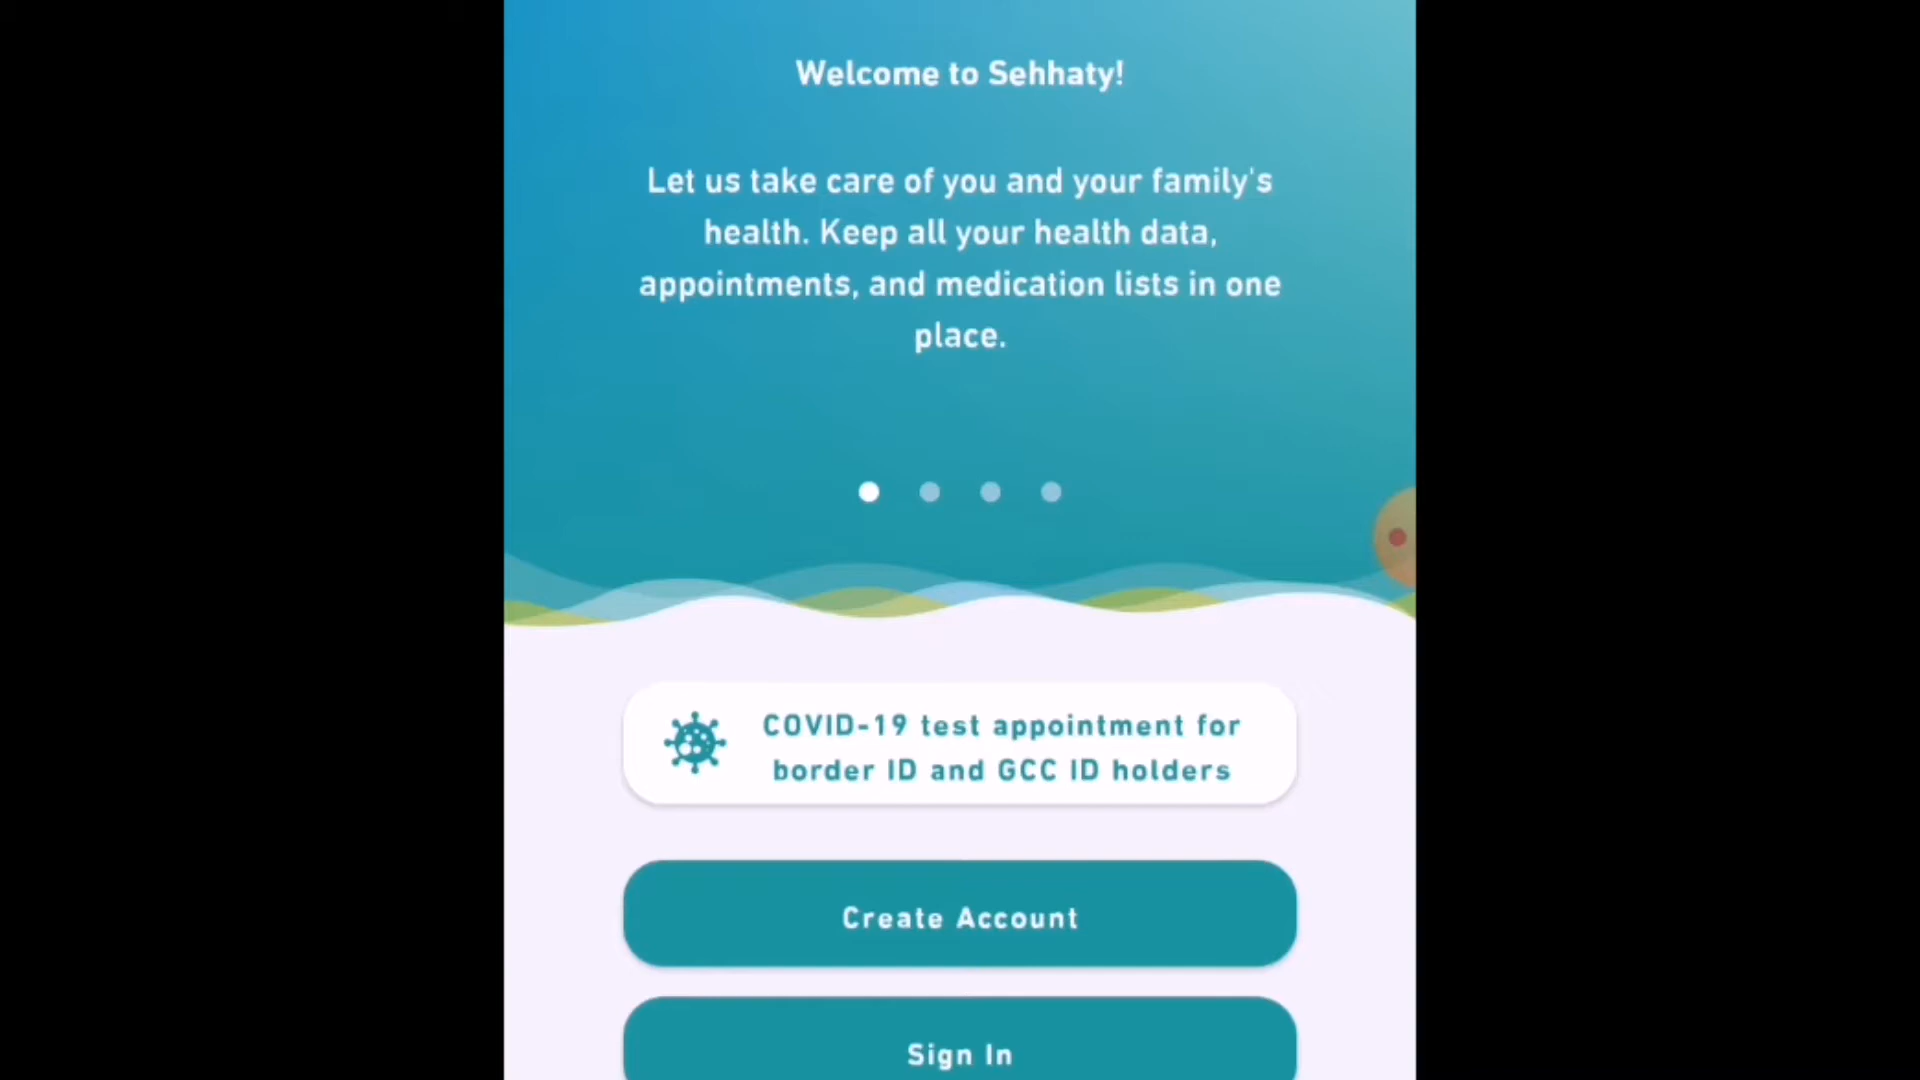 Welcome to Sehhaty!
Let us take care of you and your family's
health. Keep all your health data,
appointments, and medication lists in one
place.
COVID-19 test appointment for
border ID and GCC ID holders
Create Account
Sign In